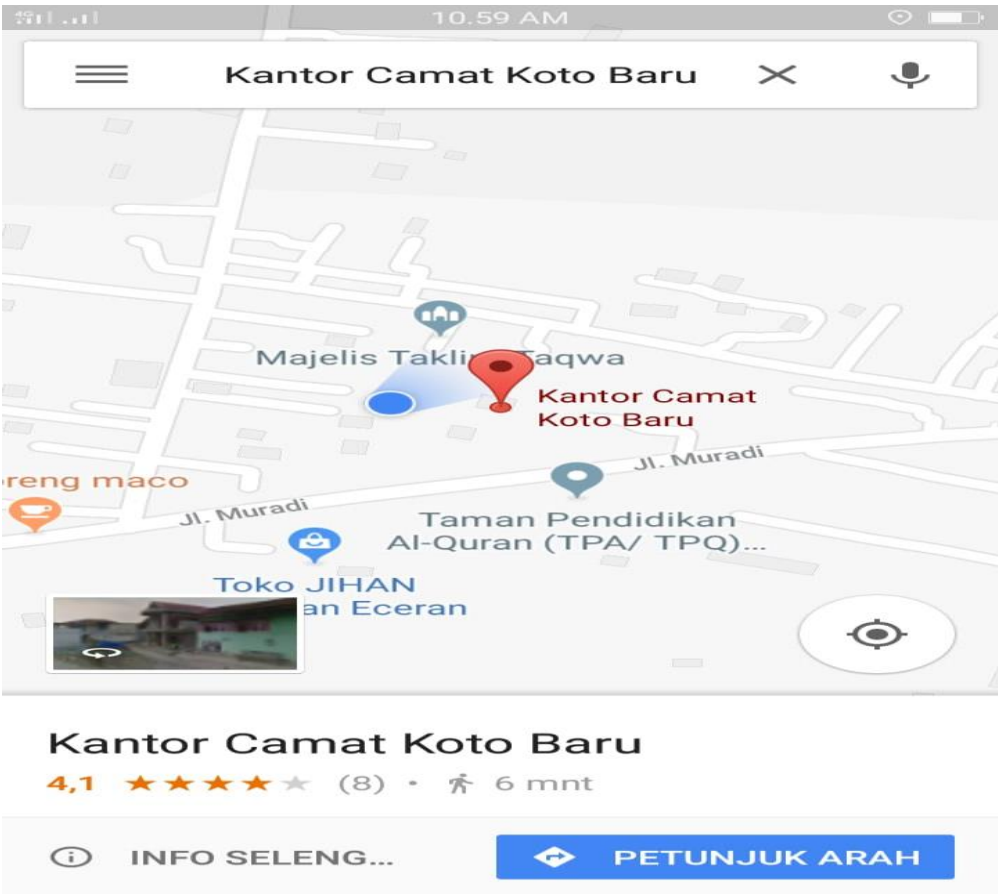 4G
10.59 AM
Kantor Camat Koto Baru
Majelis Taklim Taqwa
Kantor Camat
Koto Baru
Jl. Muradi
reng maco
Jl. Muradi
Taman Pendidikan
Al-Quran (TPA/ TPQ)...
Toko JIHAN
an Eceran
Kantor Camat Koto Baru
4,1 (8) · 6 mnt
INFO SELENG...
PETUNJUK ARAH